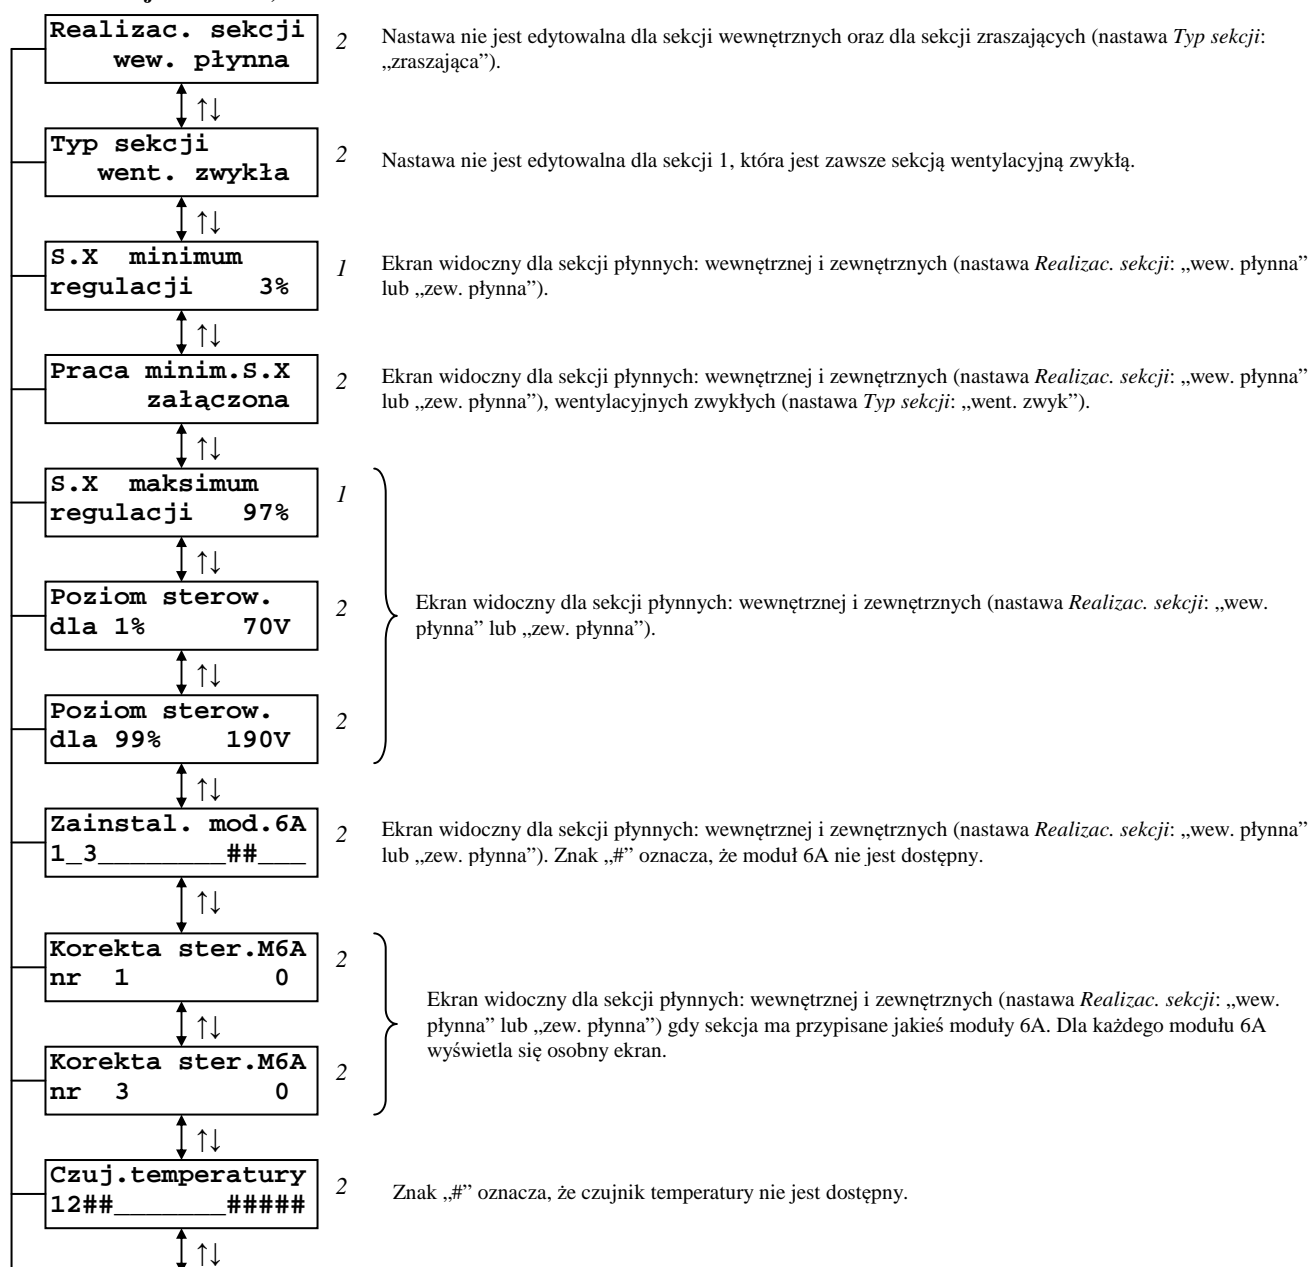 Realizac. sekcji
wew. płynna
2
Nastawa nie jest edytowalna dla sekcji wewnętrznych oraz dla sekcji zraszających (nastawa Typ sekcji:
„zraszająca”).
↑↓
Typ sekcji
went. zwykła
2
Nastawa nie jest edytowalna dla sekcji 1, która jest zawsze sekcją wentylacyjną zwykłą.
↑↓
S.X minimum
regulacji 3%
1
Ekran widoczny dla sekcji płynnych: wewnętrznej i zewnętrznych (nastawa Realizac. sekcji: „wew. płynna”
lub „zew. płynna”).
↑↓
Praca minim.S.X
załączona
2
Ekran widoczny dla sekcji płynnych: wewnętrznej i zewnętrznych (nastawa Realizac. sekcji: „wew. płynna”
lub „zew. płynna”), wentylacyjnych zwykłych (nastawa Typ sekcji: „went. zwyk”).
↑↓
S.X maksimum
regulacji 97%
1
↑↓
Poziom sterow.
dla 1% 70V
2
Ekran widoczny dla sekcji płynnych: wewnętrznej i zewnętrznych (nastawa Realizac. sekcji: „wew.
płynna” lub „zew. płynna”).
↑↓
Poziom sterow.
dla 99% 190V
2
↑↓
Zainstal. mod.6A
1_3________##___
2
Ekran widoczny dla sekcji płynnych: wewnętrznej i zewnętrznych (nastawa Realizac. sekcji: „wew. płynna”
lub „zew. płynna”). Znak „#” oznacza, że moduł 6A nie jest dostępny.
↑↓
Korekta ster.M6A
nr 1 0
2
Ekran widoczny dla sekcji płynnych: wewnętrznej i zewnętrznych (nastawa Realizac. sekcji: „wew.
płynna” lub „zew. płynna”) gdy sekcja ma przypisane jakieś moduły 6A. Dla każdego modułu 6A
wyświetla się osobny ekran.
↑↓
Korekta ster.M6A
nr 3 0
2
↑↓
Czuj.temperatury
12##_______#####
2
Znak „#” oznacza, że czujnik temperatury nie jest dostępny.
↑↓